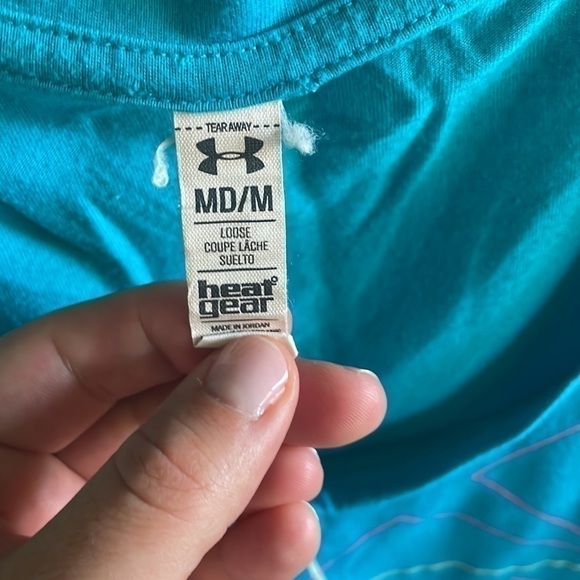 TEAR AWAY
MD/M
LOOSE
COUPE LÂCHE
SUELTO
heat
gear
MADE IN JORDAN